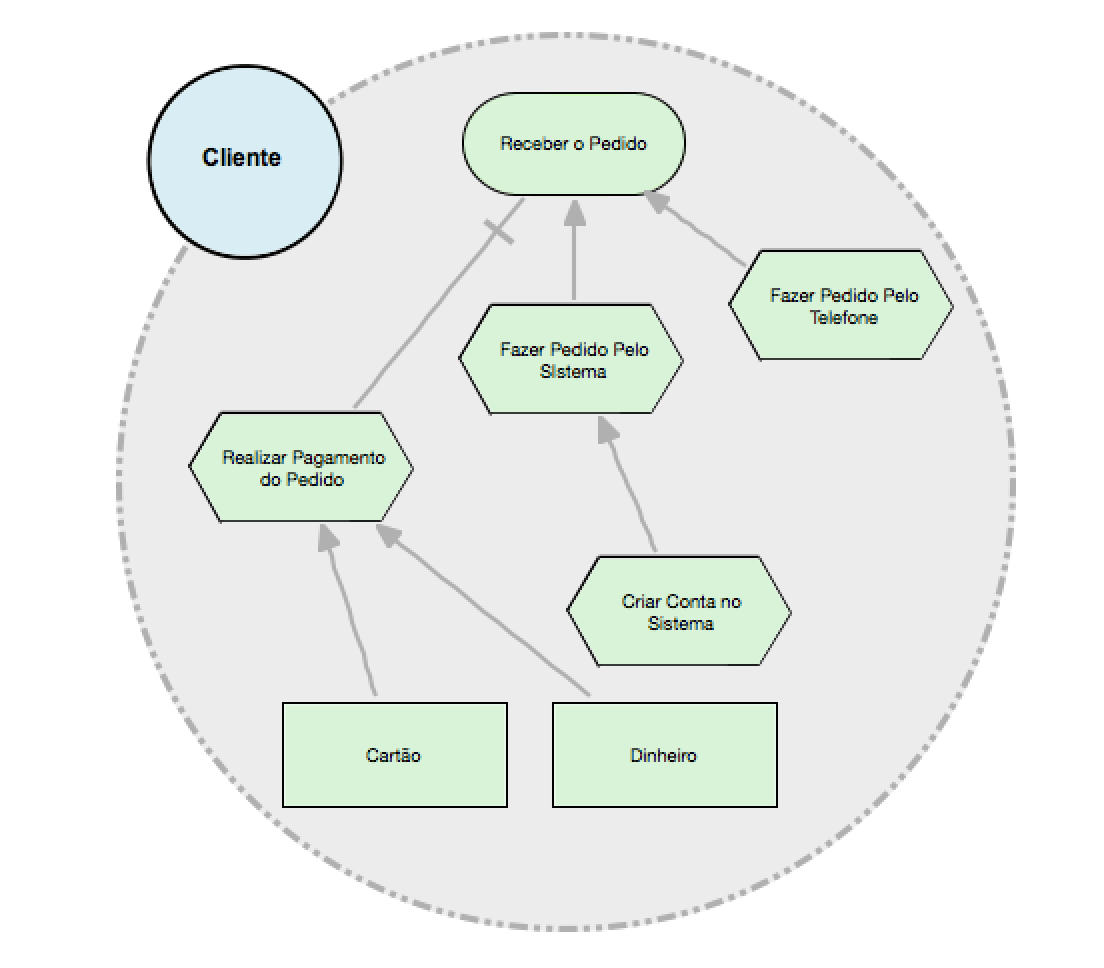 Cliente
Receber o Pedido
Fazer Pedido Pelo
Telefone
Fazer Pedido Pelo
Sistema
Realizar Pagamento
do Pedido
Criar Conta no
Sistema
Cartão
Dinheiro